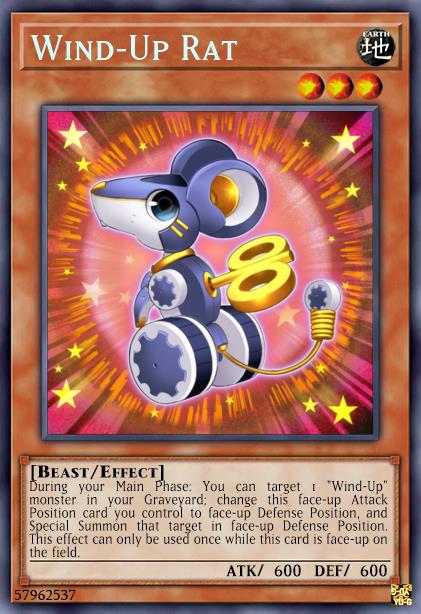 Wind-Up Rat
EARTH
地
[Beast/Effect]
During your Main Phase: You can target 1 "Wind-Up"
monster in your Graveyard; change this face-up Attack
Position card you control to face-up Defense Position, and
Special Summon that target in face-up Defense Position.
This effect can only be used once while this card is face-up on
the field.
ATK/ 600 DEF/ 600
57962537